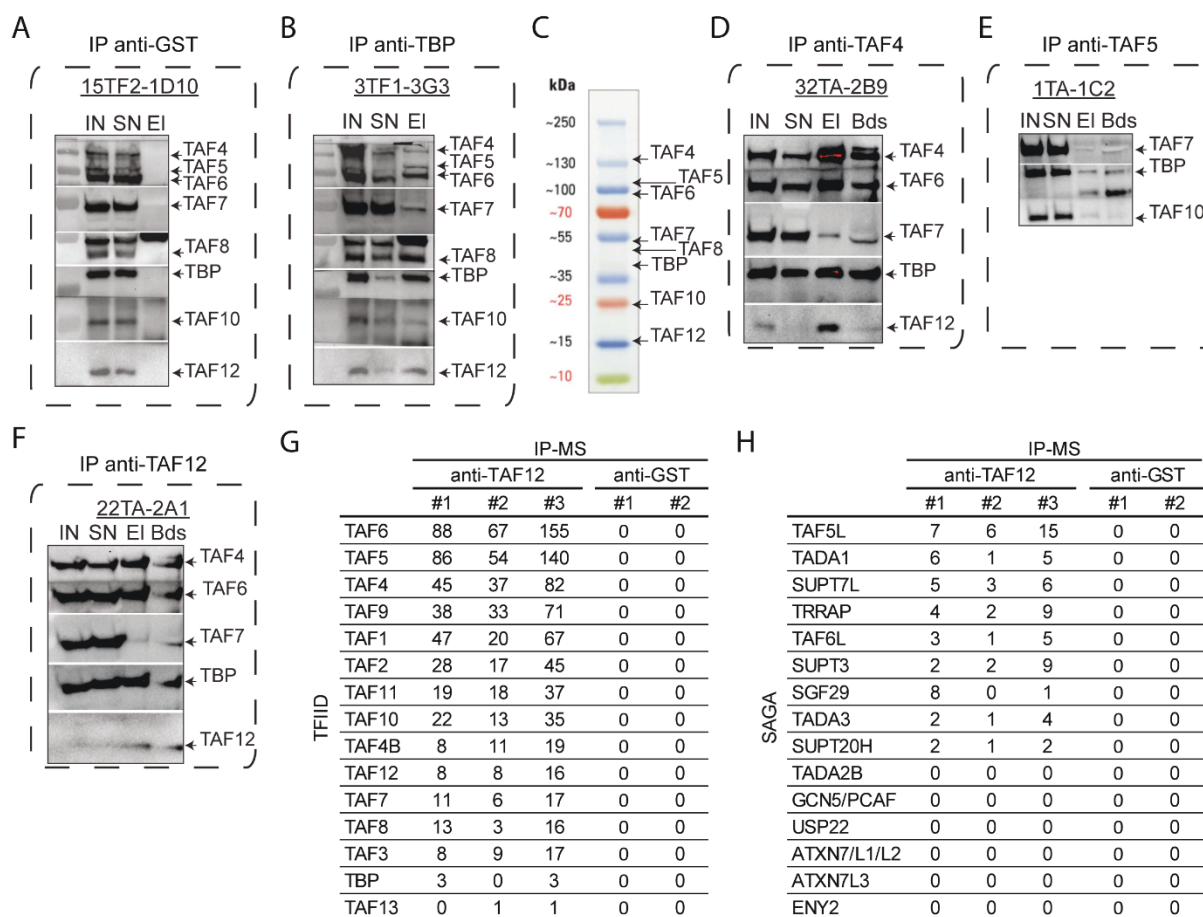 A
IP anti-GST
15TF2-1D10
IN SN El
TAF4
TAF5
TAF6
TAF7
TAF8
TBP
TAF10
TAF12
B
IP anti-TBP
3TF1-3G3
IN SN El
TAF4
TAF5
TAF6
TAF7
TAF8
TBP
TAF10
TAF12
C
kDa
~250
~130
~100
~70
~55
~35
~25
~15
~10
TAF4
TAF5
TAF6
TAF7
TAF8
TBP
TAF10
TAF12
D
IP anti-TAF4
32TA-2B9
IN SN El Bds
TAF4
TAF6
TAF7
TBP
TAF12
E
IP anti-TAF5
1TA-1C2
IN SN El Bds
TAF7
TBP
TAF10
F
IP anti-TAF12
22TA-2A1
IN SN El Bds
TAF4
TAF6
TAF7
TBP
TAF12
G
IP-MS
anti-TAF12 anti-GST
#1 #2 #3 #1 #2
TFIID
TAF6 88 67 155 0 0
TAF5 86 54 140 0 0
TAF4 45 37 82 0 0
TAF9 38 33 71 0 0
TAF1 47 20 67 0 0
TAF2 28 17 45 0 0
TAF11 19 18 37 0 0
TAF10 22 13 35 0 0
TAF4B 8 11 19 0 0
TAF12 8 8 16 0 0
TAF7 11 6 17 0 0
TAF8 13 3 16 0 0
TAF3 8 9 17 0 0
TBP 3 0 3 0 0
TAF13 0 1 1 0 0
H
IP-MS
anti-TAF12 anti-GST
#1 #2 #3 #1 #2
SAGA
TAF5L 7 6 15 0 0
TADA1 6 1 5 0 0
SUPT7L 5 3 6 0 0
TRRAP 4 2 9 0 0
TAF6L 3 1 5 0 0
SUPT3 2 2 9 0 0
SGF29 8 0 1 0 0
TADA3 2 1 4 0 0
SUPT20H 2 1 2 0 0
TADA2B 0 0 0 0 0
GCN5/PCAF 0 0 0 0 0
USP22 0 0 0 0 0
ATXN7/L1/L2 0 0 0 0 0
ATXN7L3 0 0 0 0 0
ENY2 0 0 0 0 0